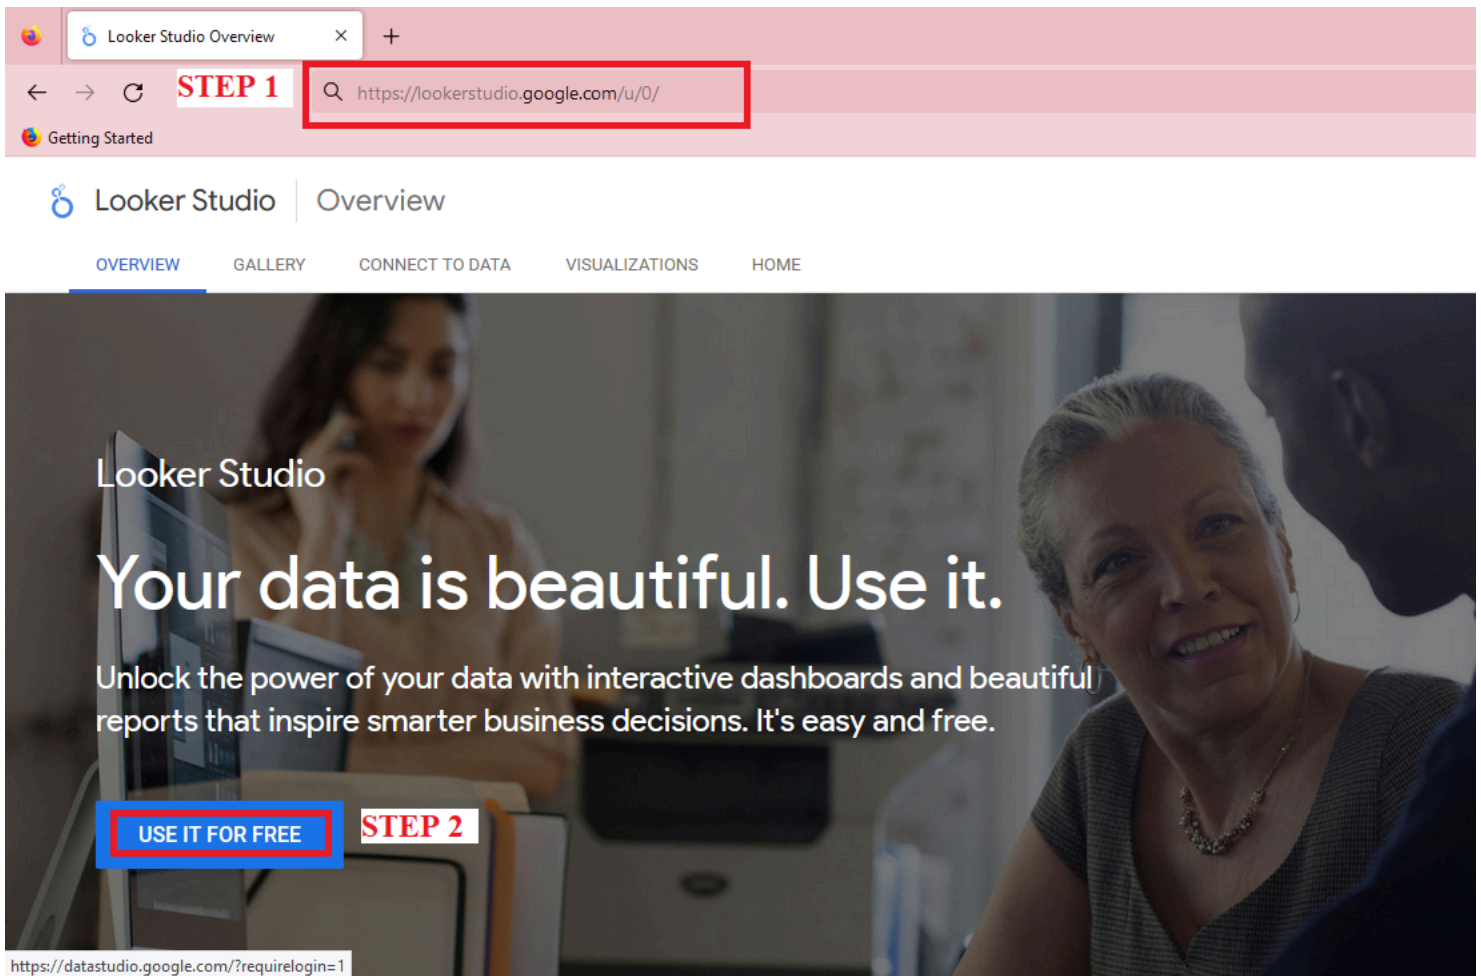 Looker Studio Overview
STEP 1
https://lookerstudio.google.com/u/0/
Getting Started
Looker Studio Overview
OVERVIEW GALLERY CONNECT TO DATA VISUALIZATIONS HOME
Looker Studio
Your data is beautiful. Use it.
Unlock the power of your data with interactive dashboards and beautiful
reports that inspire smarter business decisions. It's easy and free.
USE IT FOR FREE
STEP 2
https://datastudio.google.com/?requirelogin=1